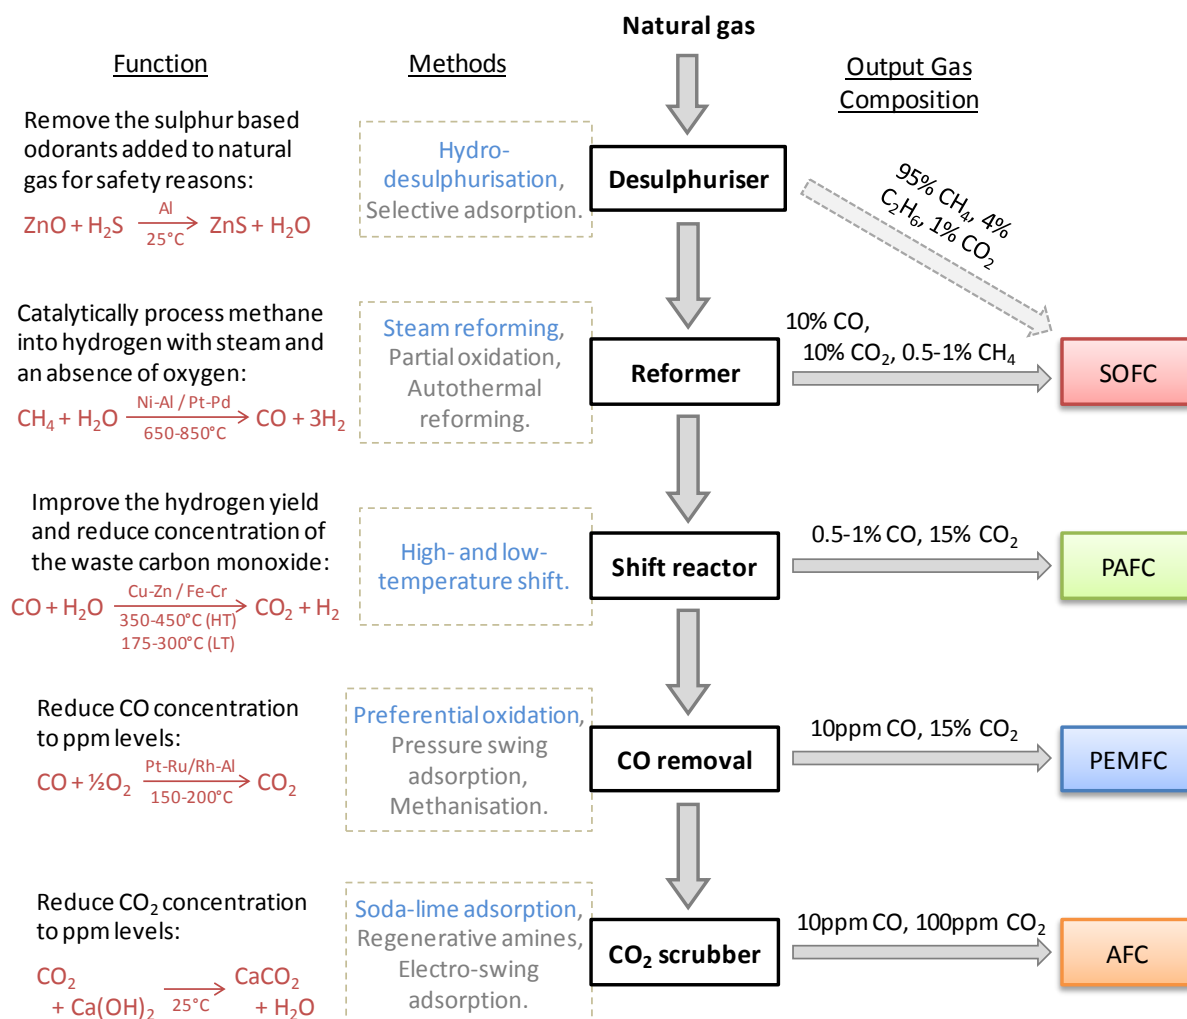 Natural gas
Function
Methods
Output Gas
Composition
Remove the sulphur based
odorants added to natural
gas for safety reasons:
ZnO + H₂S Al 25°C ZnS + H₂O
Hydro-
desulphurisation,
Selective adsorption.
Desulphuriser
95% CH₄, 4%
C₂H₆, 1% CO₂
Catalytically process methane
into hydrogen with steam and
an absence of oxygen:
CH₄ + H₂O Ni-Al / Pt-Pd 650-850°C CO + 3H₂
Steam reforming,
Partial oxidation,
Autothermal
reforming.
Reformer
10% CO,
10% CO₂, 0.5-1% CH₄
SOFC
Improve the hydrogen yield
and reduce concentration of
the waste carbon monoxide:
CO + H₂O Cu-Zn / Fe-Cr 350-450°C (HT) 175-300°C (LT) CO₂ + H₂
High- and low-
temperature shift.
Shift reactor
0.5-1% CO, 15% CO₂
PAFC
Reduce CO concentration
to ppm levels:
CO + ½O₂ Pt-Ru/Rh-Al 150-200°C CO₂
Preferential oxidation,
Pressure swing
adsorption,
Methanisation.
CO removal
10ppm CO, 15% CO₂
PEMFC
Reduce CO₂ concentration
to ppm levels:
CO₂ CaCO₂
+ Ca(OH)₂ 25°C + H₂O
Soda-lime adsorption,
Regenerative amines,
Electro-swing
adsorption.
CO₂ scrubber
10ppm CO, 100ppm CO₂
AFC